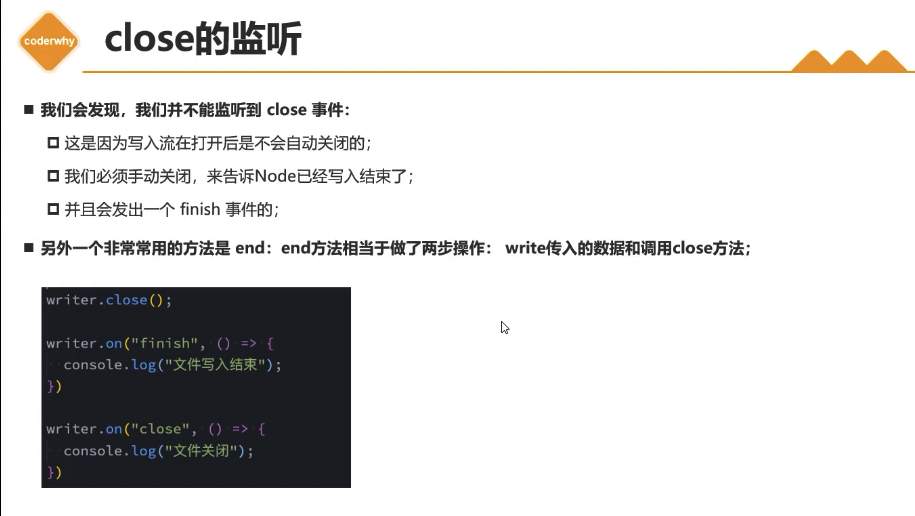 coderwhy
close的监听
我们会发现，我们并不能监听到 close 事件：
这是因为写入流在打开后是不会自动关闭的；
我们必须手动关闭，来告诉Node已经写入结束了；
并且会发出一个 finish 事件的；
另外一个非常常用的方法是 end：end方法相当于做了两步操作： write传入的数据和调用close方法；
writer.close();
writer.on("finish", () => {
console.log("文件写入结束");
})
writer.on("close", () => {
console.log("文件关闭");
})